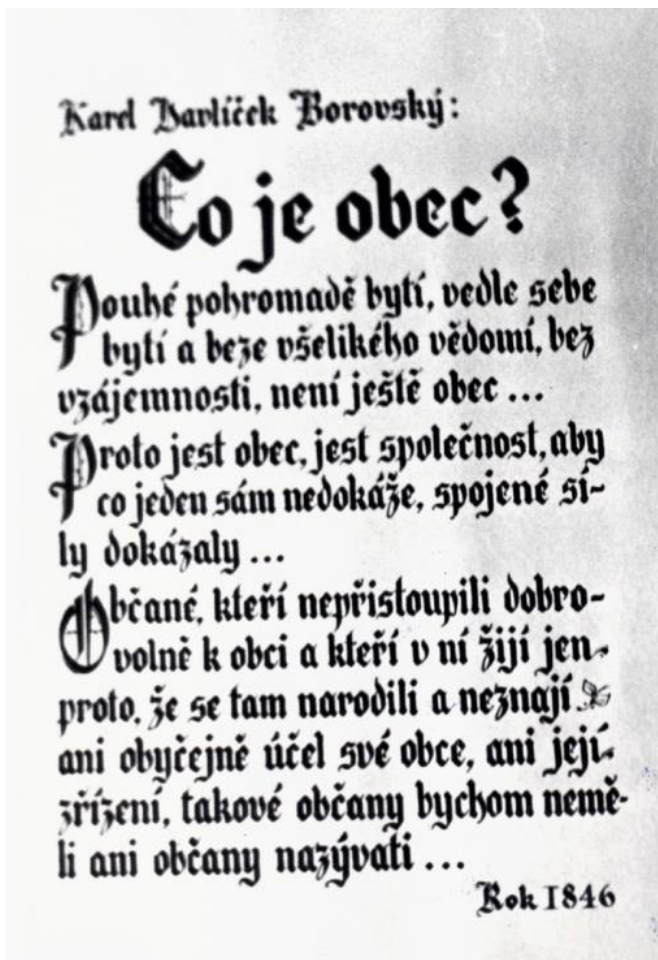 Karel Havlíček Borovský:
Co je obec?
Pouhé pohromadě bytí, vedle sebe
bytí a beze všelikého vědomí, bez
vzájemnosti, není ještě obec ...
Proto jest obec, jest společnost, aby
co jeden sám nedokáže, spojené sí-
ly dokázaly ...
Občané, kteří nepřistoupili dobro-
volně k obci a kteří v ní žijí jen
proto, že se tam narodili a neznají
ani obyčejně účel své obce, ani její
zřízení, takové občany bychom nemě-
li ani občany nazývati ...
Rok 1846